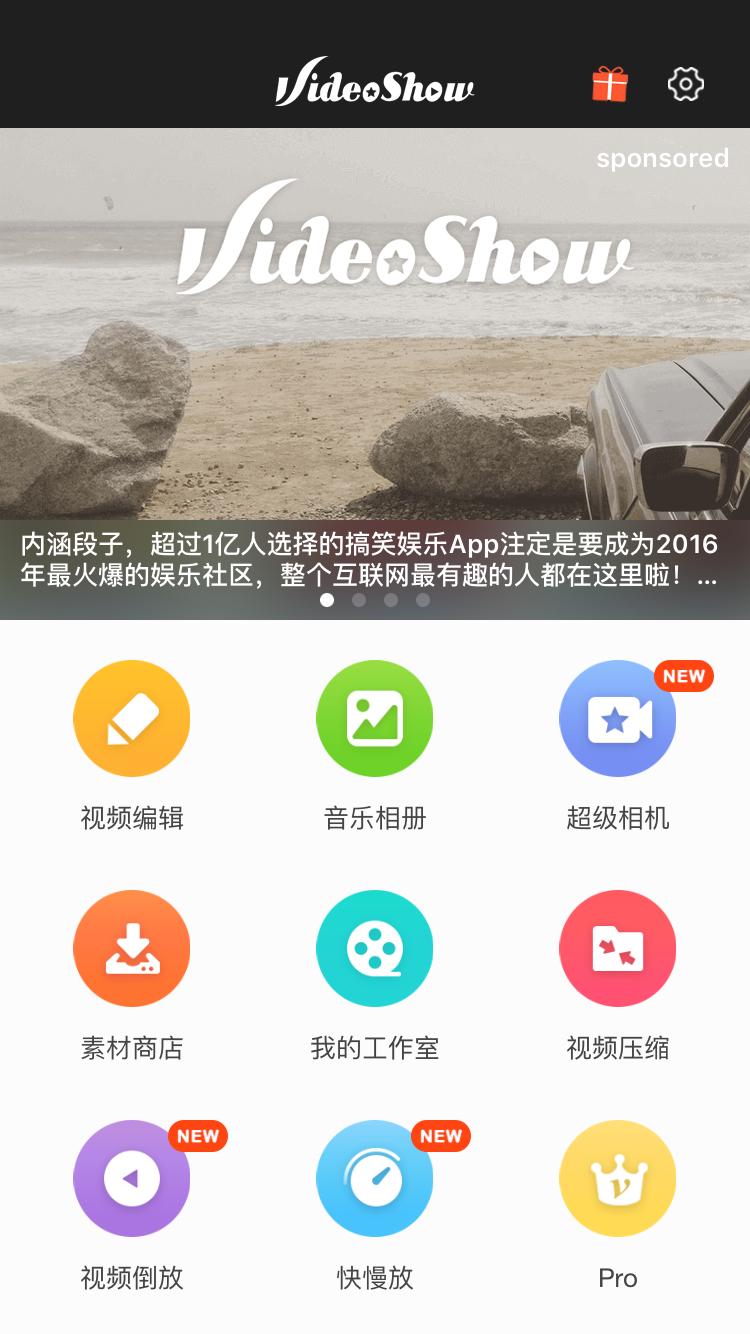 VideoShow
sponsored
VideoShow
内涵段子，超过1亿人选择的搞笑娱乐App注定是要成为2016
年最火爆的娱乐社区，整个互联网最有趣的人都在这里啦！...
NEW
视频编辑
音乐相册
超级相机
素材商店
我的工作室
视频压缩
NEW
NEW
视频倒放
快慢放
Pro